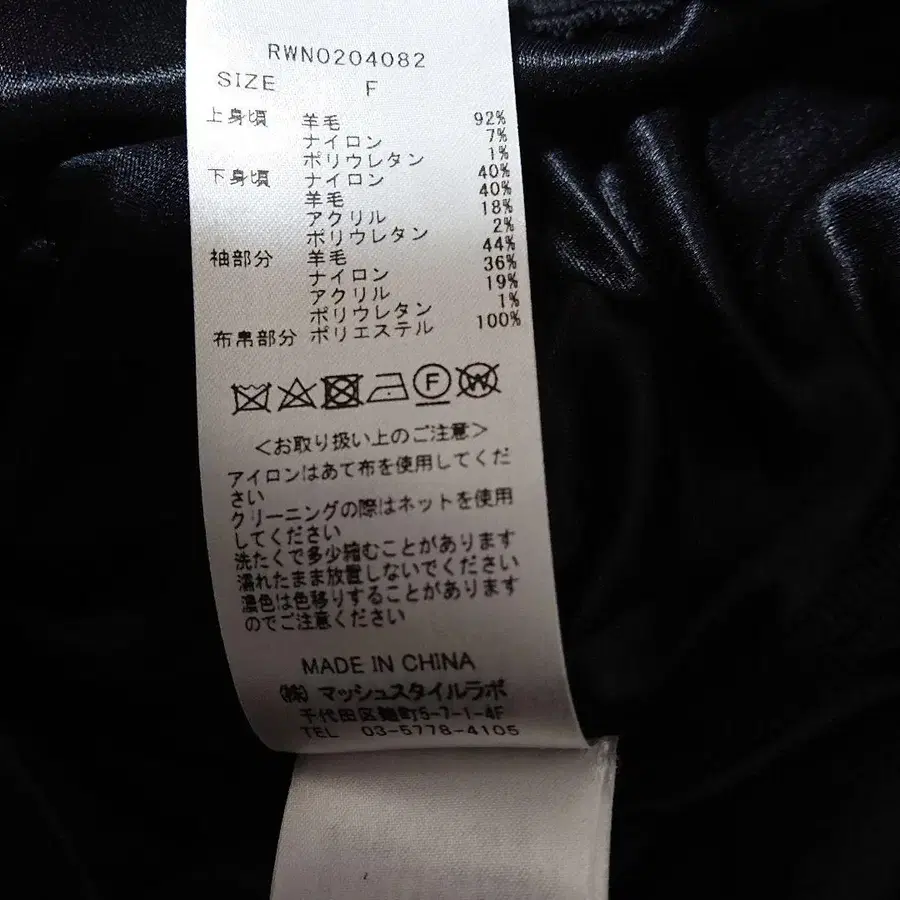 RWN0204082
SIZE F
上身頃 羊毛 92%
ナイロン 7%
ポリウレタン 1%
下身頃 ナイロン 40%
羊毛 40%
アクリル 18%
ポリウレタン 2%
袖部分 羊毛 44%
ナイロン 36%
アクリル 19%
ポリウレタン 1%
布帛部分 ポリエステル 100%
F W
<お取り扱い上のご注意>
アイロンはあて布を使用してくだ
さい
クリーニングの際はネットを使用
してください
洗たくで多少縮むことがあります
濡れたまま放置しないでください
濃色は色移りすることがあります
のでご注意ください
MADE IN CHINA
㈱マッシュスタイルラボ
千代田区麹町5-7-1-4F
TEL 03-5778-4105